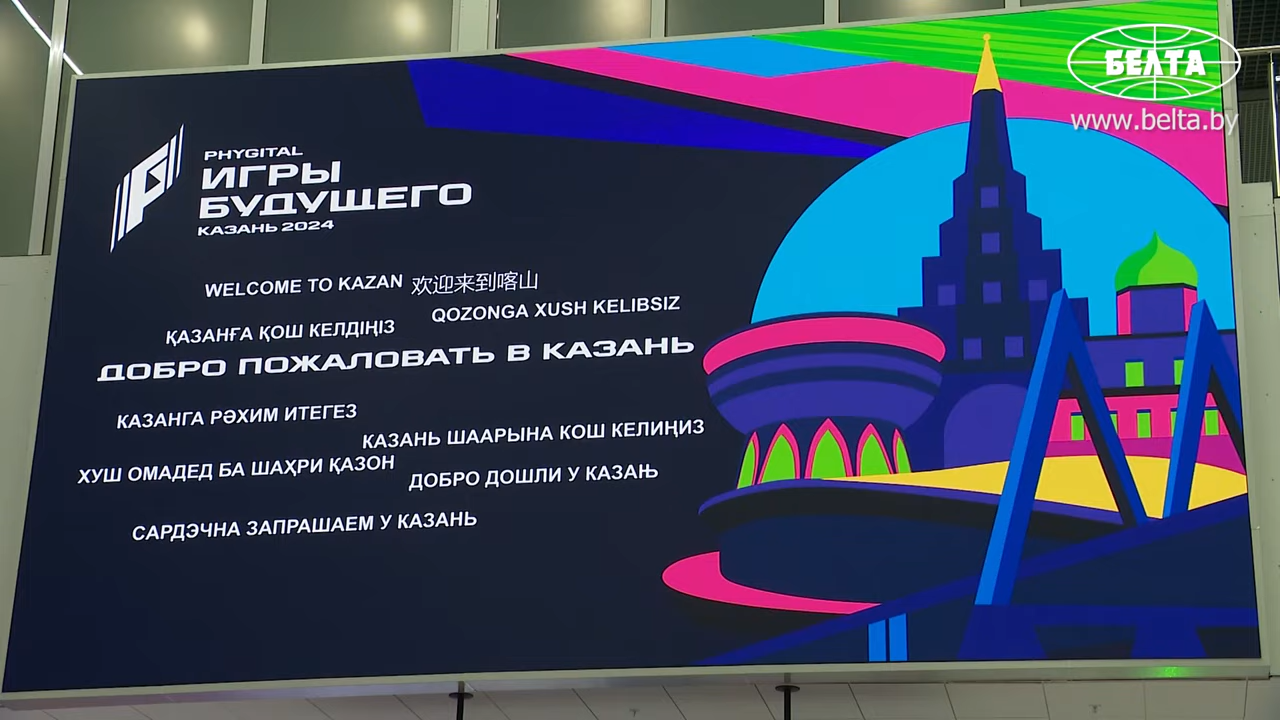 БЕЛТА
www.belta.by
PHYGITAL
ИГРЫ
БУДУЩЕГО
КАЗАНЬ 2024
WELCOME TO KAZAN 欢迎来到喀山
QOZONGA XUSH KELIBSIZ
ҚАЗАНҒА ҚОШ КЕЛДІҢІЗ
ДОБРО ПОЖАЛОВАТЬ В КАЗАНЬ
КАЗАНГА РӘХИМ ИТЕГЕЗ
КАЗАНЬ ШААРЫНА КОШ КЕЛИҢИЗ
ХУШ ОМАДЕД БА ШАҲРИ ҚАЗОН
ДОБРО ДОШЛИ У КАЗАЊ
САРДЭЧНА ЗАПРАШАЕМ У КАЗАНЬ